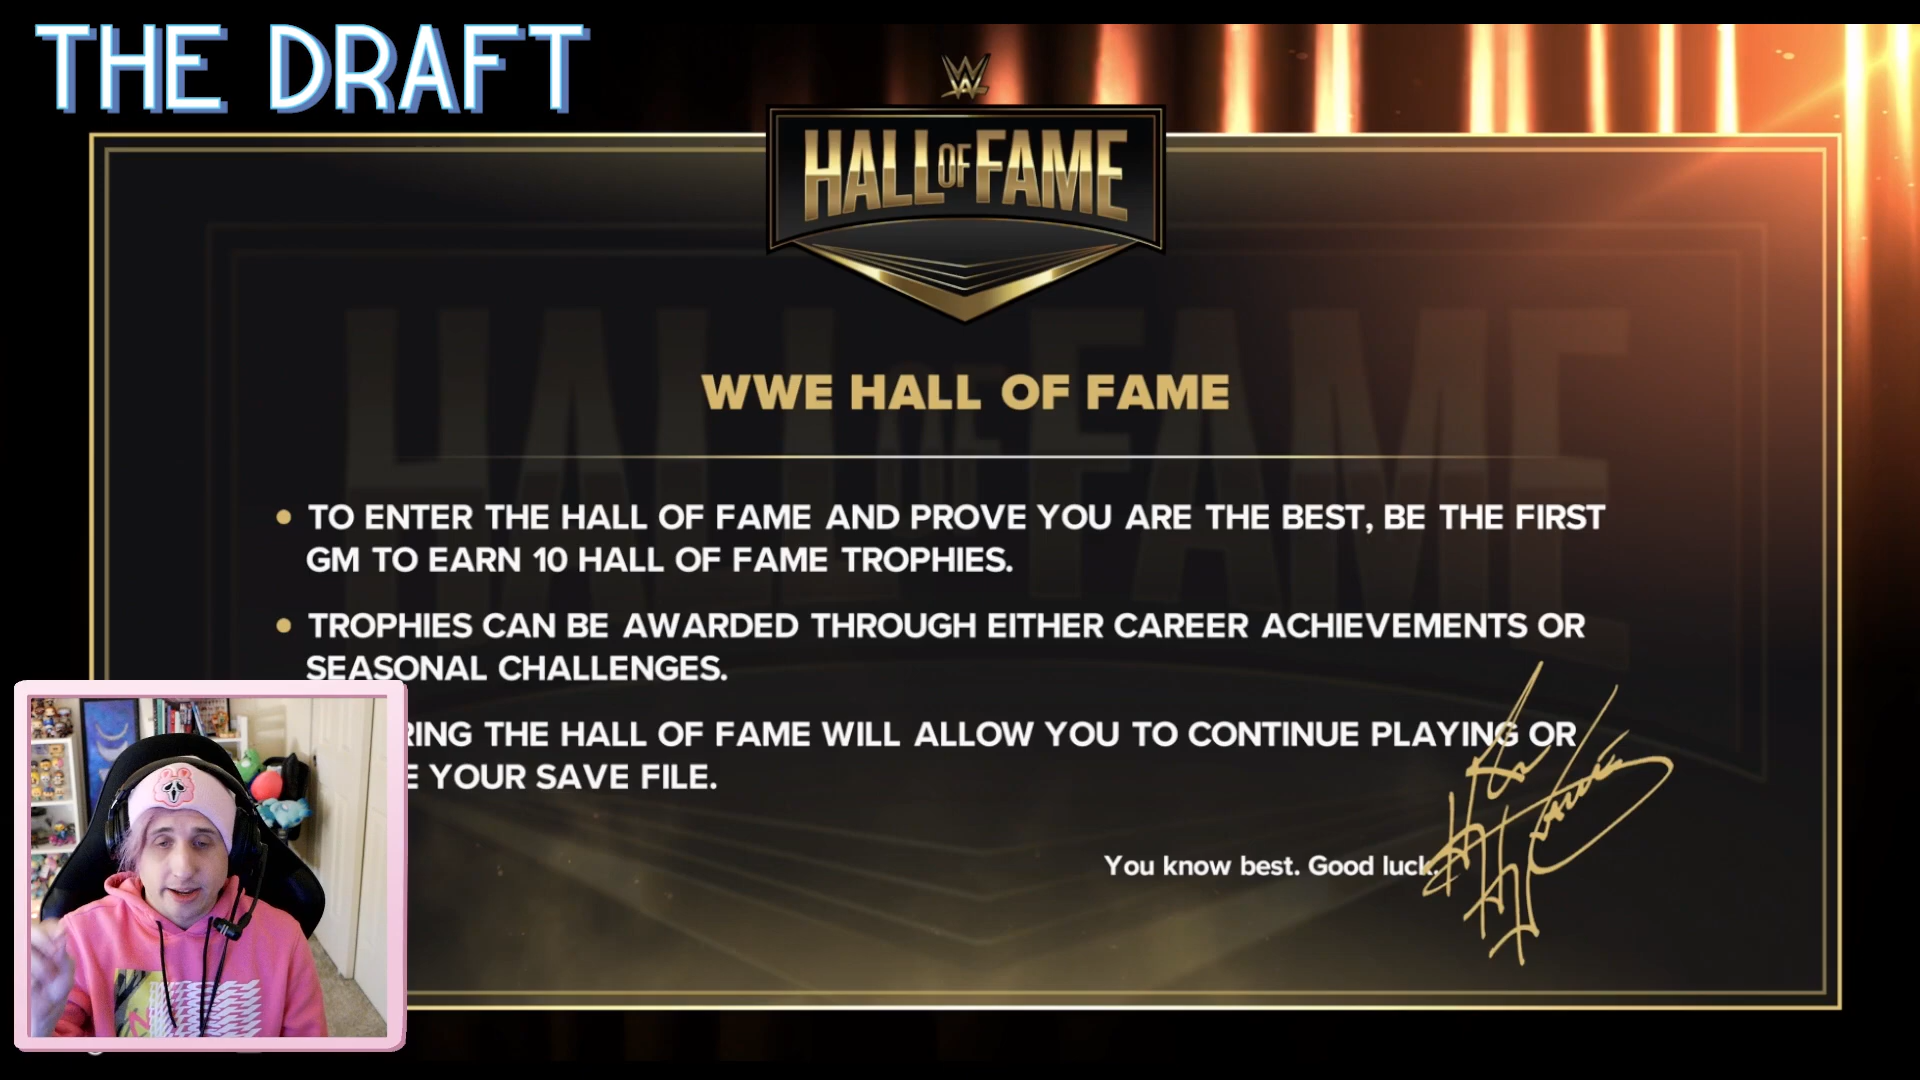 THE DRAFT
W
HALL OF FAME
WWE HALL OF FAME
TO ENTER THE HALL OF FAME AND PROVE YOU ARE THE BEST, BE THE FIRST
GM TO EARN 10 HALL OF FAME TROPHIES.
TROPHIES CAN BE AWARDED THROUGH EITHER CAREER ACHIEVEMENTS OR
SEASONAL CHALLENGES.
THE HALL OF FAME WILL ALLOW YOU TO CONTINUE PLAYING OR
YOUR SAVE FILE.
You know best. Good luck.